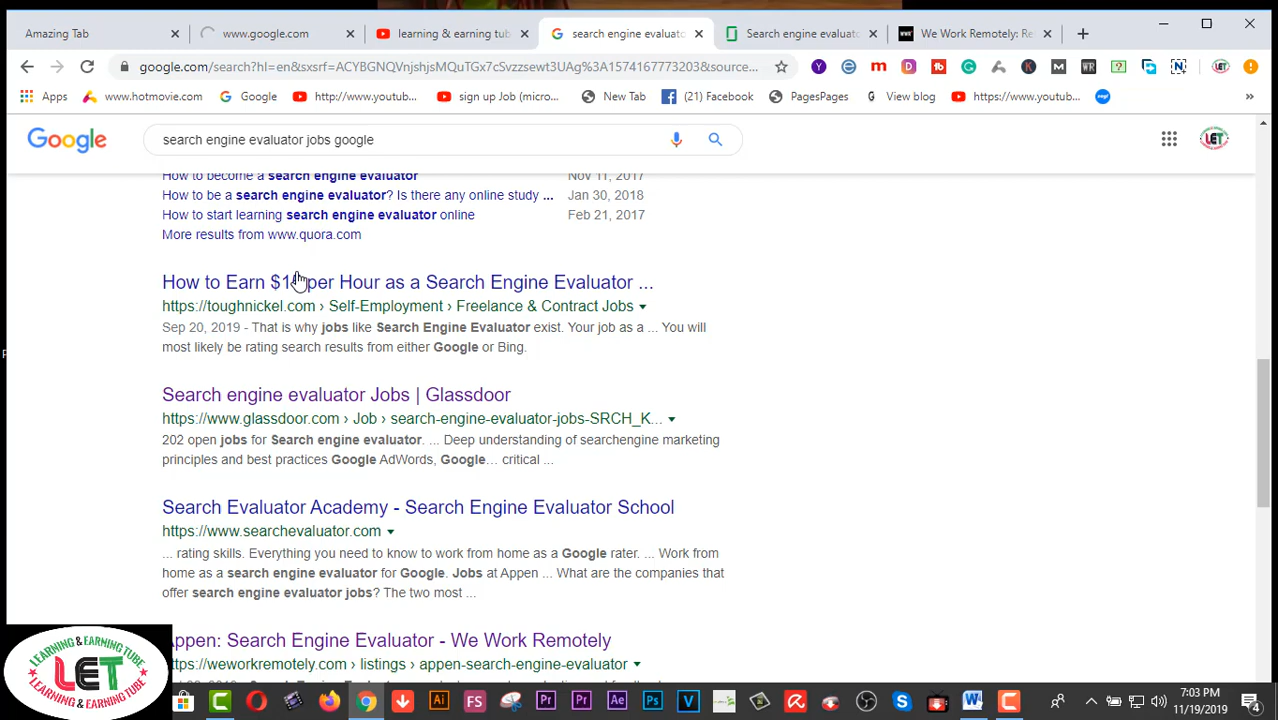 Amazing Tab
www.google.com
learning & earning tub
search engine evaluato
Search engine evaluato
We Work Remotely: Re
google.com/search?hl=en&sxsrf=ACYBGNQVnjshjsMQuTGx7cSvzzsewt3UAg%3A1574167773203&source...
Apps
www.hotmovie.com
Google
http://www.youtub...
sign up Job (micro...
New Tab
(21) Facebook
PagesPages
View blog
https://www.youtu...
»
Google
search engine evaluator jobs google
How to become a search engine evaluator Nov 11, 2017
How to be a search engine evaluator? Is there any online study ... Jan 30, 2018
How to start learning search engine evaluator online Feb 21, 2017
More results from www.quora.com
How to Earn per Hour as a Search Engine Evaluator ...
https://toughnickel.com › Self-Employment › Freelance & Contract Jobs
Sep 20, 2019 - That is why jobs like Search Engine Evaluator exist. Your job as a ... You will
most likely be rating search results from either Google or Bing.
Search engine evaluator Jobs | Glassdoor
https://www.glassdoor.com › Job › search-engine-evaluator-jobs-SRCH_K...
202 open jobs for Search engine evaluator. ... Deep understanding of searchengine marketing
principles and best practices Google AdWords, Google... critical ...
Search Evaluator Academy - Search Engine Evaluator School
https://www.searchevaluator.com
... rating skills. Everything you need to know to work from home as a Google rater. ... Work from
home as a search engine evaluator for Google. Jobs at Appen ... What are the companies that
offer search engine evaluator jobs? The two most ...
Appen: Search Engine Evaluator - We Work Remotely
https://weworkremotely.com › listings › appen-search-engine-evaluator
LEARNING & EARNING TUBE
LET
LEARNING & EARNING TUBE
7:03 PM
11/19/2019
4